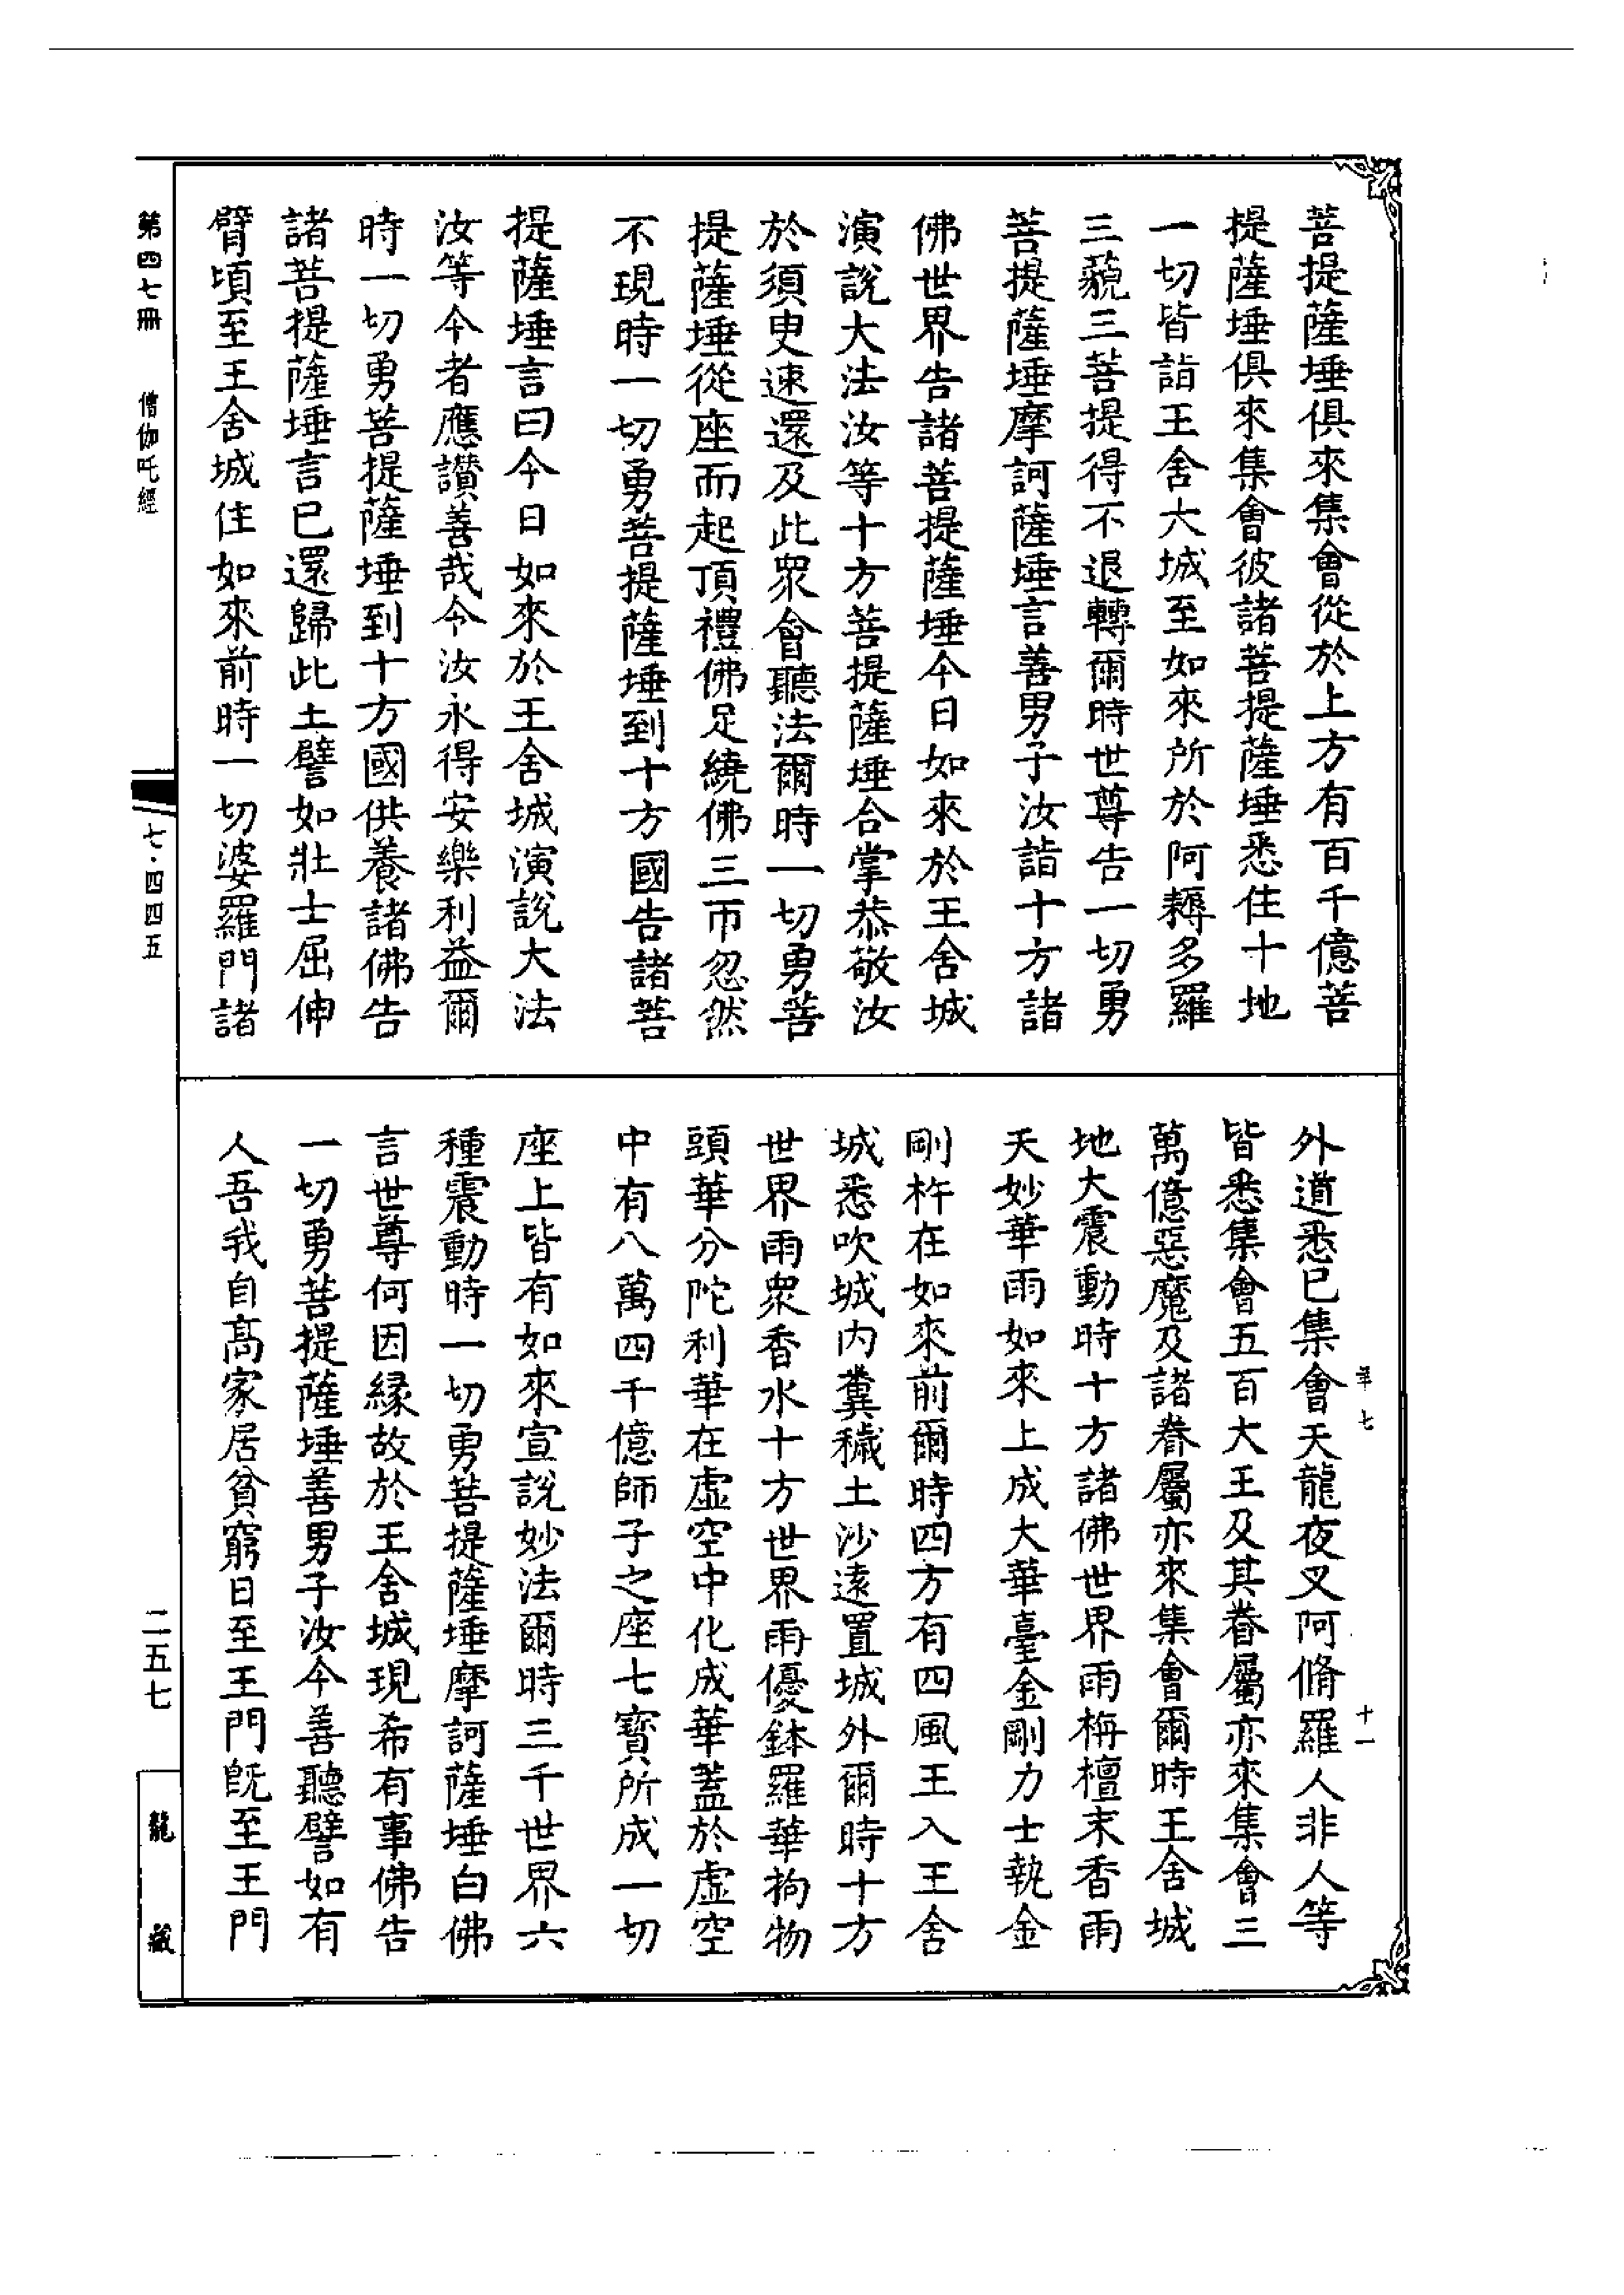 菩提薩埵俱來集會從於上方有百千億菩
提薩埵俱來集會彼諸菩提薩埵悉住十地
一切皆詣王舍大城至如來所於阿耨多羅
三藐三菩提得不退轉爾時世尊告一切勇
菩提薩埵摩訶薩埵言善男子汝詣十方諸
佛世界告諸菩提薩埵今日如來於王舍城
演說大法汝等十方菩提薩埵合掌恭敬汝
於須臾速還及此眾會聽法爾時一切勇菩
提薩埵從座而起頂禮佛足繞佛三帀忽然
不現時一切勇菩提薩埵到十方國告諸菩
提薩埵言曰今日如來於王舍城演說大法
汝等今者應讚善哉今汝永得安樂利益爾
時一切勇菩提薩埵到十方國供養諸佛告
諸菩提薩埵言已還歸此土譬如壯士屈伸
臂頃至王舍城住如來前時一切婆羅門諸
外道悉已集會天龍夜叉阿脩羅人非人等
皆悉集會五百大王及其眷屬亦來集會三
萬億惡魔及諸眷屬亦來集會爾時王舍城
地大震動時十方諸佛世界雨栴檀末香雨
天妙華雨如來上成大華臺金剛力士執金
剛杵在如來前爾時四方有四風王入王舍
城悉吹城内糞穢土沙遠置城外爾時十方
世界雨眾香水十方世界雨優鉢羅華拘物
頭華分陀利華在虛空中化成華蓋於虛空
中有八萬四千億師子之座七寶所成一切
座上皆有如來宣說妙法爾時三千世界六
種震動時一切勇菩提薩埵摩訶薩埵白佛
言世尊何因緣故於王舍城現希有事佛告
一切勇菩提薩埵善男子汝今善聽譬如有
人吾我自高家居貧窮日至王門既至王門
七
十一
第四七冊 僧伽吒經
七·四四五
二五七
龍藏